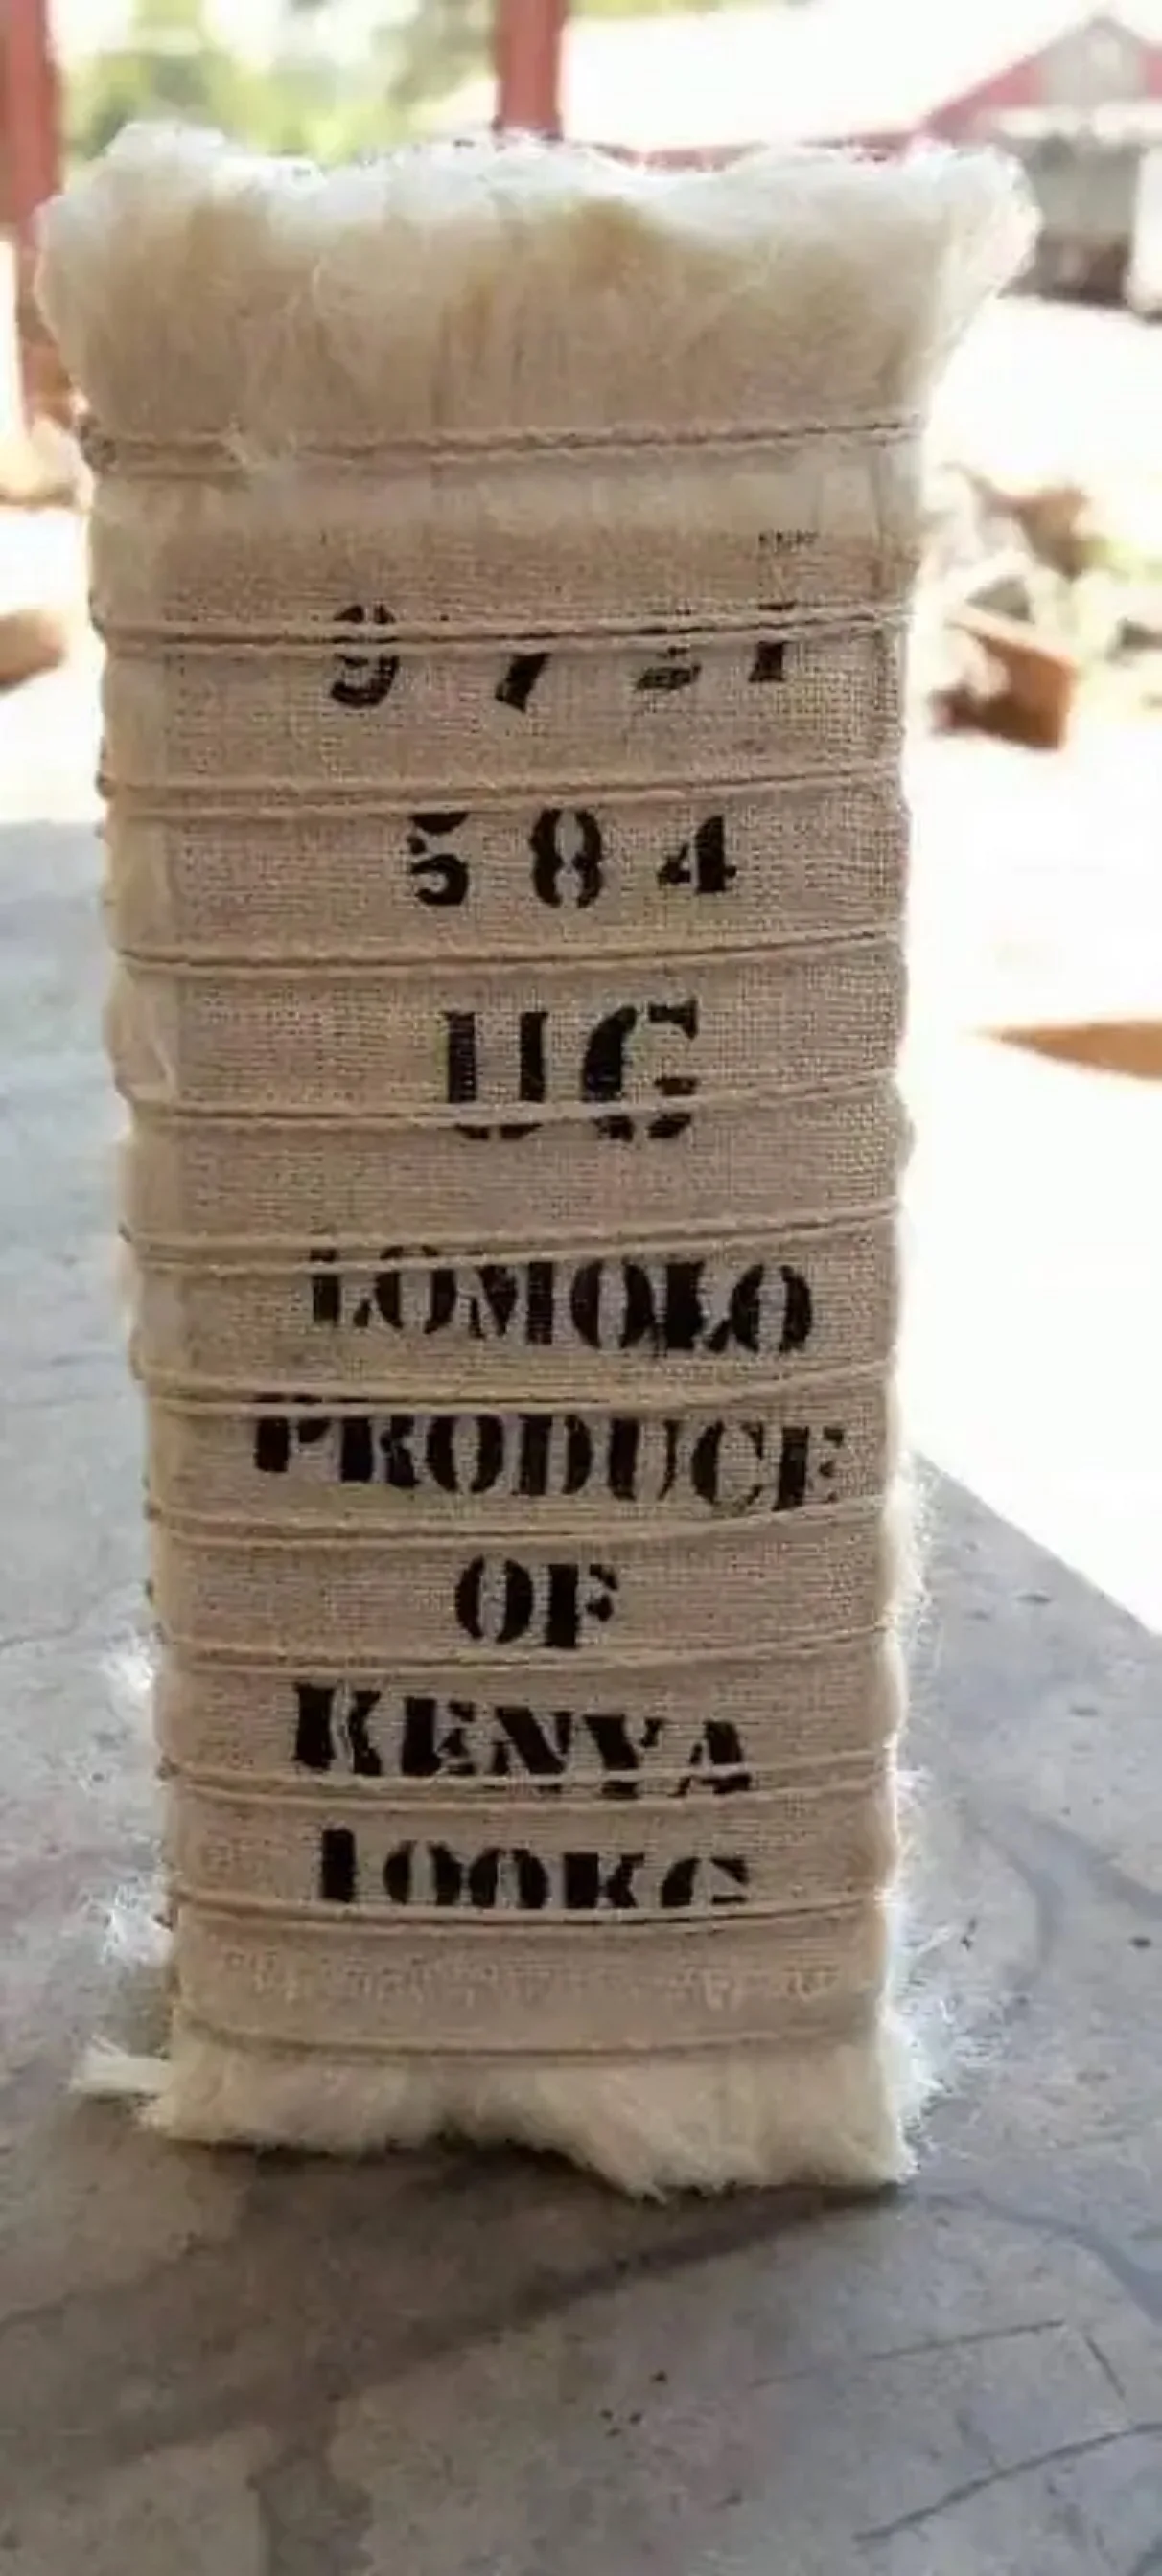 584
UG
LOMOLO
PRODUCE
OF
KENYA
100KG